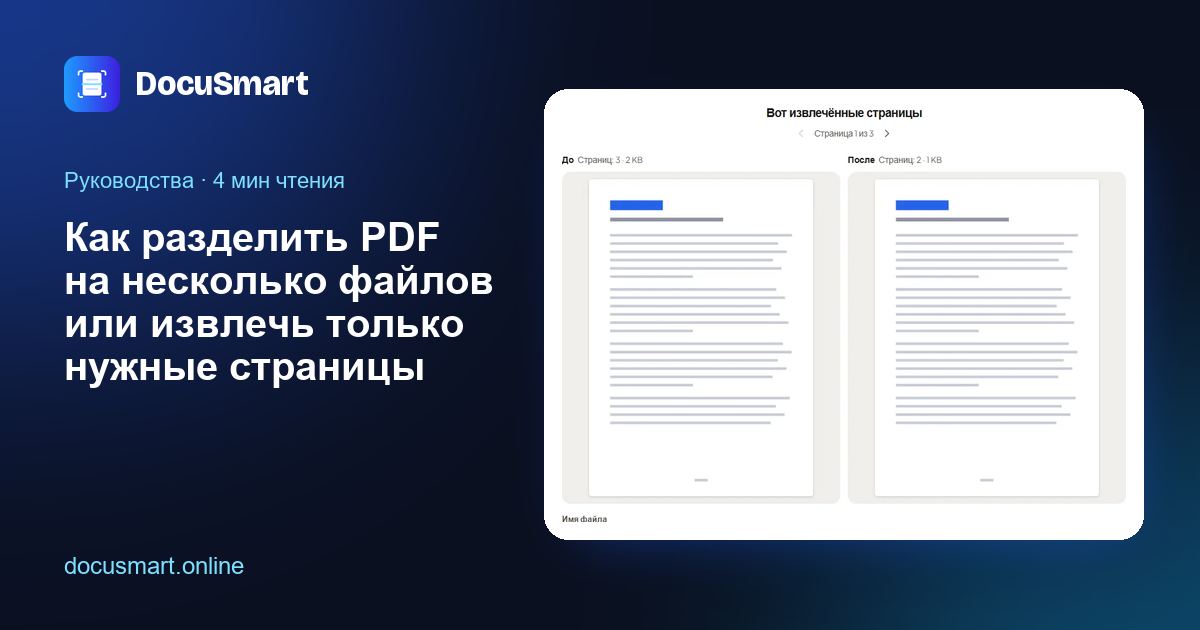 DocuSmart
Руководства · 4 мин чтения
Как разделить PDF
на несколько файлов
или извлечь только
нужные страницы
docusmart.online
Вот извлечённые страницы
Страница 1 из 3
До Страниц: 3 · 2 KB
После Страниц: 2 · 1 KB
Имя файла